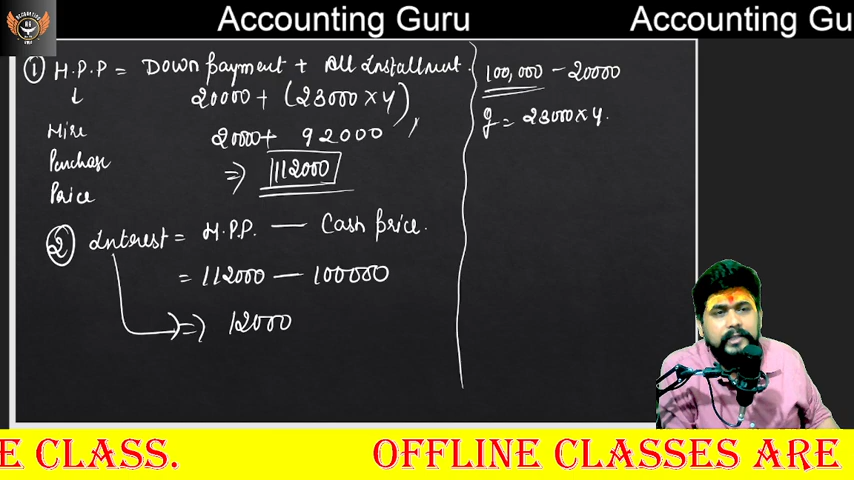 Accounting Guru
Accounting Gu
① H.P.P = Down payment + All Installment.
↓
20000 + (23000 × 4)
Hire
20000 + 92000
Purchase
⇒ 112000
Price
② Interest = H.P.P. — Cash price.
= 112000 — 100000
⇒ 12000
100,000 — 20000
= 23000 × 4.
E CLASS.
OFFLINE CLASSES ARE